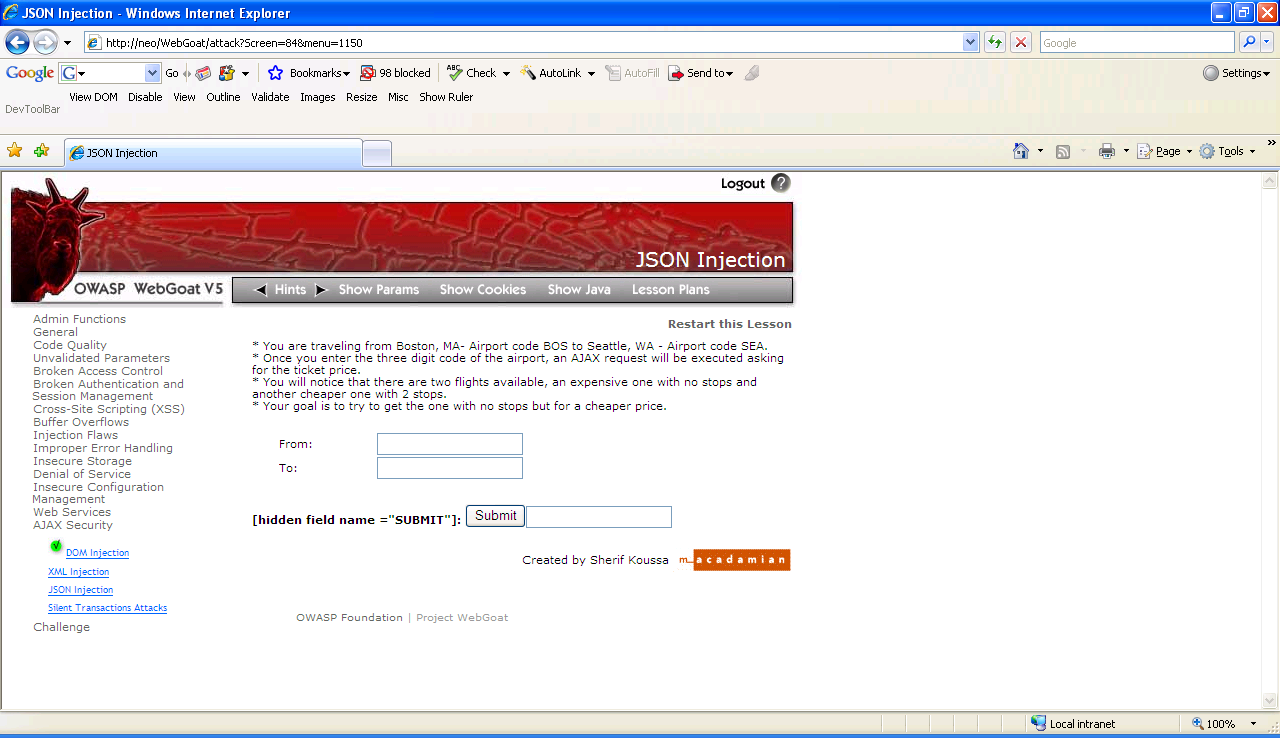 JSON Injection - Windows Internet Explorer
http://neo/WebGoat/attack?Screen=84&menu=1150
Google
Google G Go Bookmarks 98 blocked ABC Check AutoLink AutoFill Send to Settings
View DOM Disable View Outline Validate Images Resize Misc Show Ruler
DevToolBar
JSON Injection
Page Tools »
Logout ?
JSON Injection
OWASP WebGoat V5
Hints Show Params Show Cookies Show Java Lesson Plans
Admin Functions
General
Code Quality
Unvalidated Parameters
Broken Access Control
Broken Authentication and
Session Management
Cross-Site Scripting (XSS)
Buffer Overflows
Injection Flaws
Improper Error Handling
Insecure Storage
Denial of Service
Insecure Configuration
Management
Web Services
AJAX Security
DOM Injection
XML Injection
JSON Injection
Silent Transactions Attacks
Challenge
Restart this Lesson
* You are traveling from Boston, MA- Airport code BOS to Seattle, WA - Airport code SEA.
* Once you enter the three digit code of the airport, an AJAX request will be executed asking
for the ticket price.
* You will notice that there are two flights available, an expensive one with no stops and
another cheaper one with 2 stops.
* Your goal is to try to get the one with no stops but for a cheaper price.
From:
To:
[hidden field name ="SUBMIT"]: Submit
Created by Sherif Koussa macadamian
OWASP Foundation | Project WebGoat
Local intranet 100%